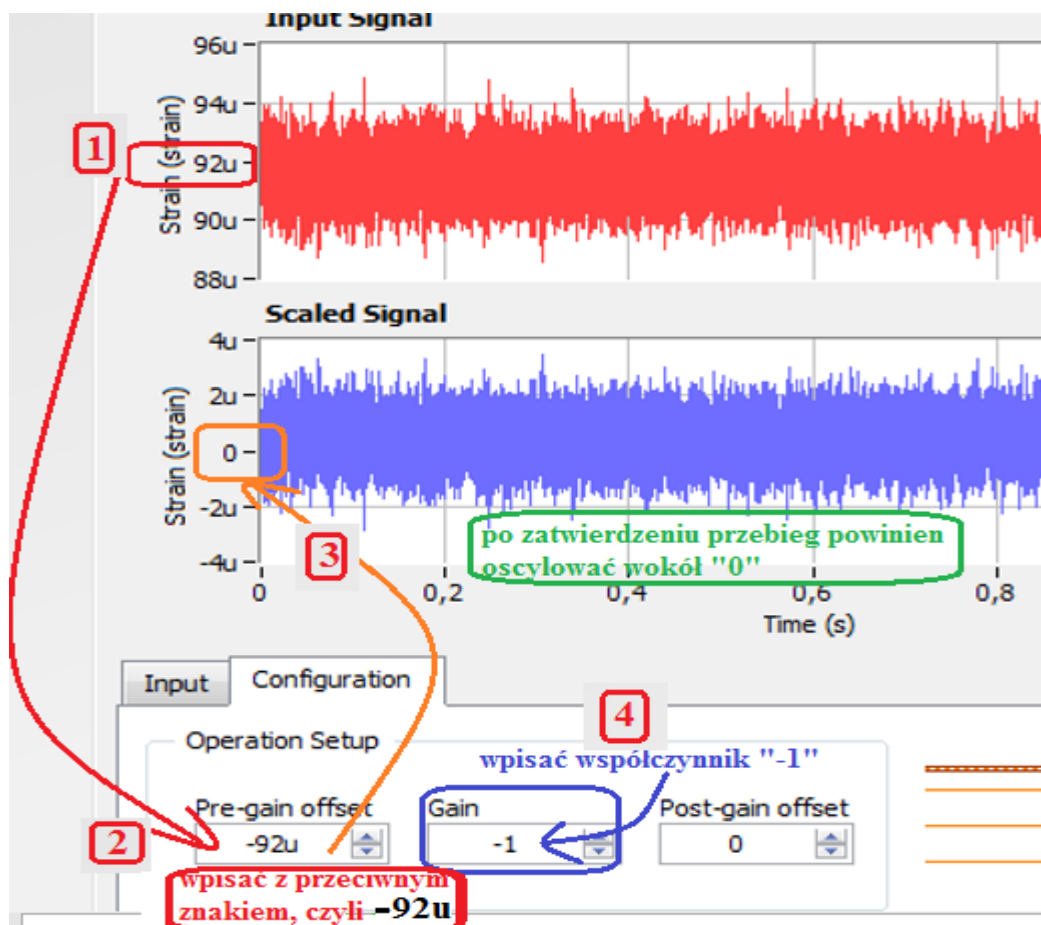 Input Signal
96u
94u
92u
90u
88u
Strain (strain)
1
Scaled Signal
4u
2u
0
-2u
-4u
Strain (strain)
3
po zatwierdzeniu przebieg powinien
oscylować wokół "0"
0
0,2
0,4
0,6
0,8
Time (s)
Input
Configuration
4
Operation Setup
wpisać współczynnik "-1"
Pre-gain offset
Gain
Post-gain offset
2
-92u
-1
0
wpisać z przeciwnym
znakiem, czyli -92u